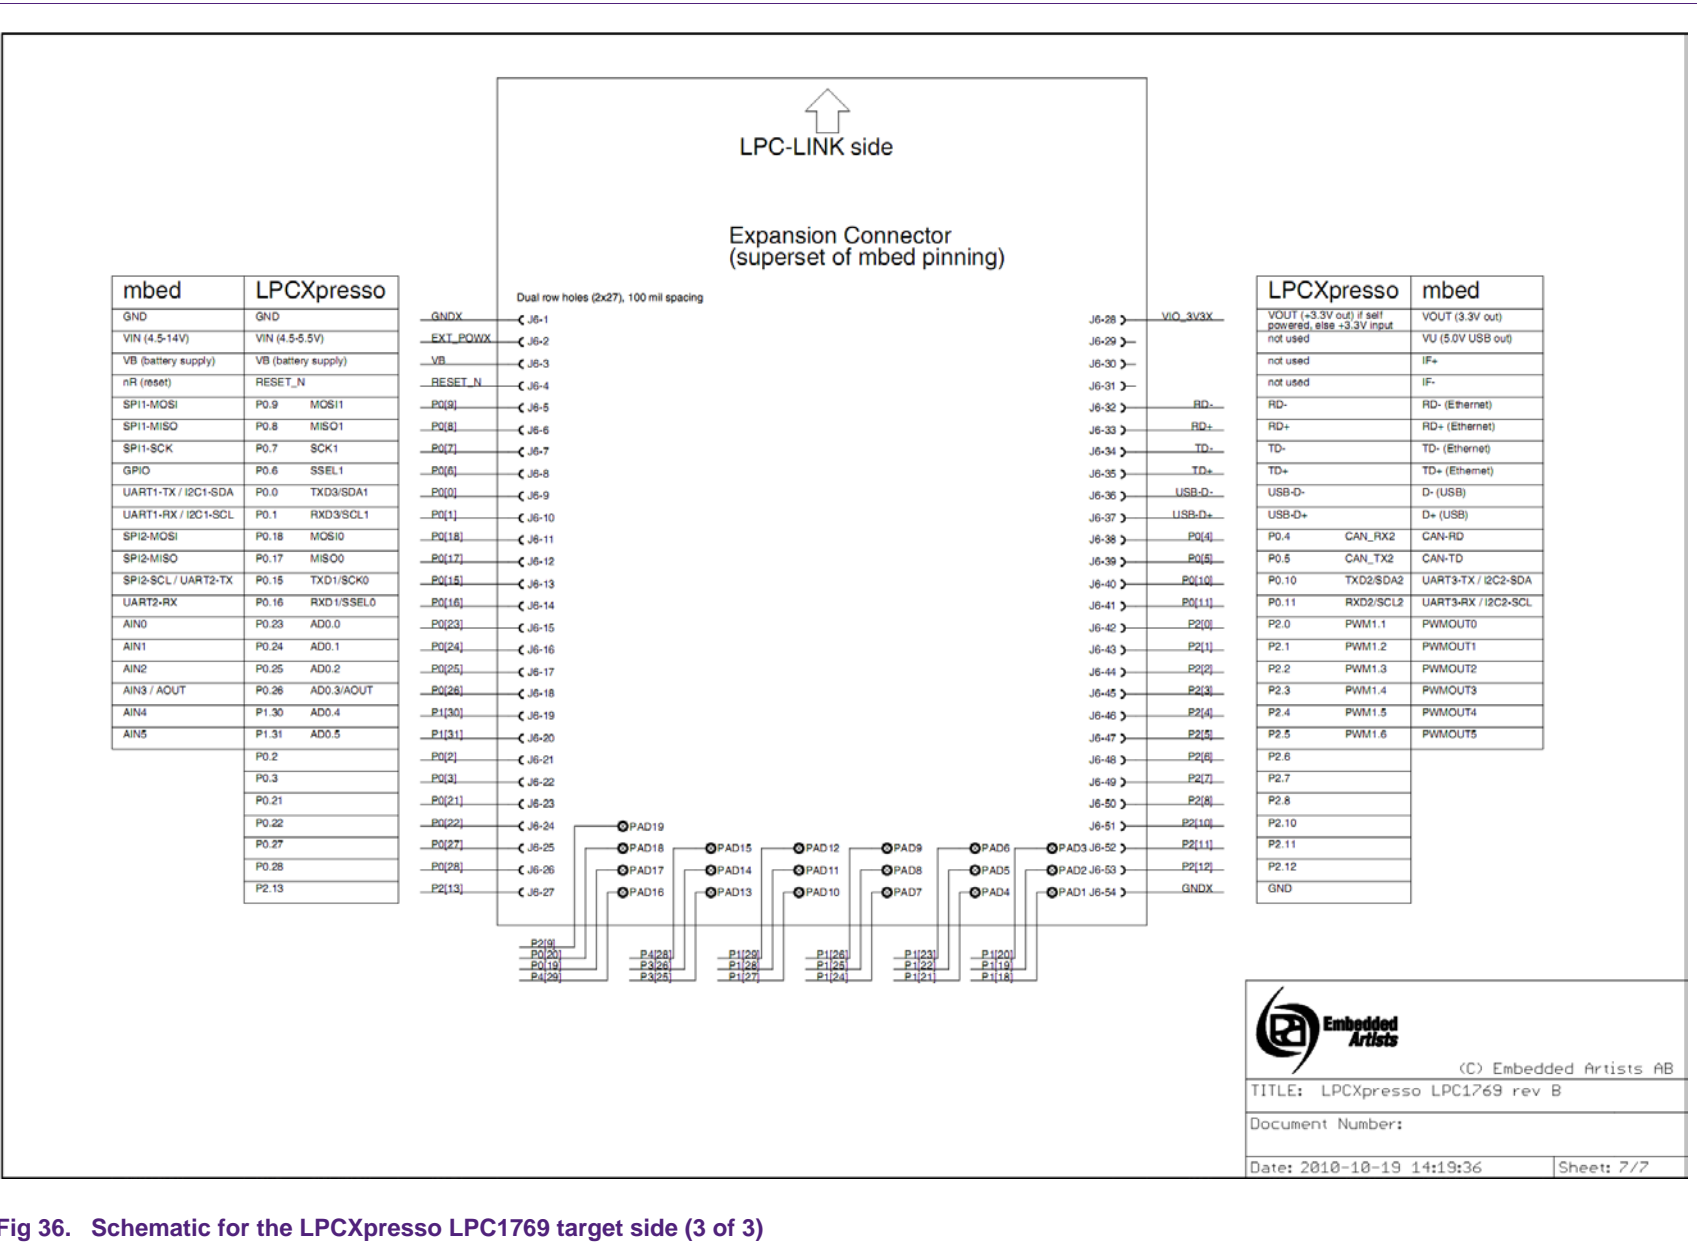 LPC-LINK side
Expansion Connector
(superset of mbed pinning)
Dual row holes (2x27), 100 mil spacing
mbed LPCXpresso
GND GND GNDX J6-1
VIN (4.5-14V) VIN (4.5-5.5V) EXT_POWX J6-2
VB (battery supply) VB (battery supply) VB J6-3
nR (reset) RESET_N RESET_N J6-4
SPI1-MOSI P0.9 MOSI1 P0[9] J6-5
SPI1-MISO P0.8 MISO1 P0[8] J6-6
SPI1-SCK P0.7 SCK1 P0[7] J6-7
GPIO P0.6 SSEL1 P0[6] J6-8
UART1-TX / I2C1-SDA P0.0 TXD3/SDA1 P0[0] J6-9
UART1-RX / I2C1-SCL P0.1 RXD3/SCL1 P0[1] J6-10
SPI2-MOSI P0.18 MOSI0 P0[18] J6-11
SPI2-MISO P0.17 MISO0 P0[17] J6-12
SPI2-SCL / UART2-TX P0.15 TXD1/SCK0 P0[15] J6-13
UART2-RX P0.16 RXD1/SSEL0 P0[16] J6-14
AIN0 P0.23 AD0.0 P0[23] J6-15
AIN1 P0.24 AD0.1 P0[24] J6-16
AIN2 P0.25 AD0.2 P0[25] J6-17
AIN3 / AOUT P0.26 AD0.3/AOUT P0[26] J6-18
AIN4 P1.30 AD0.4 P1[30] J6-19
AIN5 P1.31 AD0.5 P1[31] J6-20
P0.2 P0[2] J6-21
P0.3 P0[3] J6-22
P0.21 P0[21] J6-23
P0.22 P0[22] J6-24
P0.27 P0[27] J6-25
P0.28 P0[28] J6-26
P2.13 P2[13] J6-27
LPCXpresso mbed
J6-28 VIO_3V3X VOUT (+3.3V out) if self powered, else +3.3V input VOUT (3.3V out)
J6-29 not used VU (5.0V USB out)
J6-30 not used IF+
J6-31 not used IF-
J6-32 RD- RD- RD- (Ethernet)
J6-33 RD+ RD+ RD+ (Ethernet)
J6-34 TD- TD- TD- (Ethernet)
J6-35 TD+ TD+ TD+ (Ethernet)
J6-36 USB-D- USB-D- D- (USB)
J6-37 USB-D+ USB-D+ D+ (USB)
J6-38 P0[4] P0.4 CAN_RX2 CAN-RD
J6-39 P0[5] P0.5 CAN_TX2 CAN-TD
J6-40 P0[10] P0.10 TXD2/SDA2 UART3-TX / I2C2-SDA
J6-41 P0[11] P0.11 RXD2/SCL2 UART3-RX / I2C2-SCL
J6-42 P2[0] P2.0 PWM1.1 PWMOUT0
J6-43 P2[1] P2.1 PWM1.2 PWMOUT1
J6-44 P2[2] P2.2 PWM1.3 PWMOUT2
J6-45 P2[3] P2.3 PWM1.4 PWMOUT3
J6-46 P2[4] P2.4 PWM1.5 PWMOUT4
J6-47 P2[5] P2.5 PWM1.6 PWMOUT5
J6-48 P2[6] P2.6
J6-49 P2[7] P2.7
J6-50 P2[8] P2.8
J6-51 P2[10] P2.10
J6-52 P2[11] P2.11
J6-53 P2[12] P2.12
J6-54 GNDX GND
PAD19
PAD18 PAD15 PAD12 PAD9 PAD6 PAD3
PAD17 PAD14 PAD11 PAD8 PAD5 PAD2
PAD16 PAD13 PAD10 PAD7 PAD4 PAD1
P2[9]
P0[20] P4[28] P1[29] P1[26] P1[23] P1[20]
P0[19] P3[26] P1[28] P1[25] P1[22] P1[19]
P4[29] P3[25] P1[27] P1[24] P1[21] P1[18]
Embedded
Artists
(C) Embedded Artists AB
TITLE: LPCXpresso LPC1769 rev B
Document Number:
Date: 2010-10-19 14:19:36 Sheet: 7/7
Fig 36. Schematic for the LPCXpresso LPC1769 target side (3 of 3)